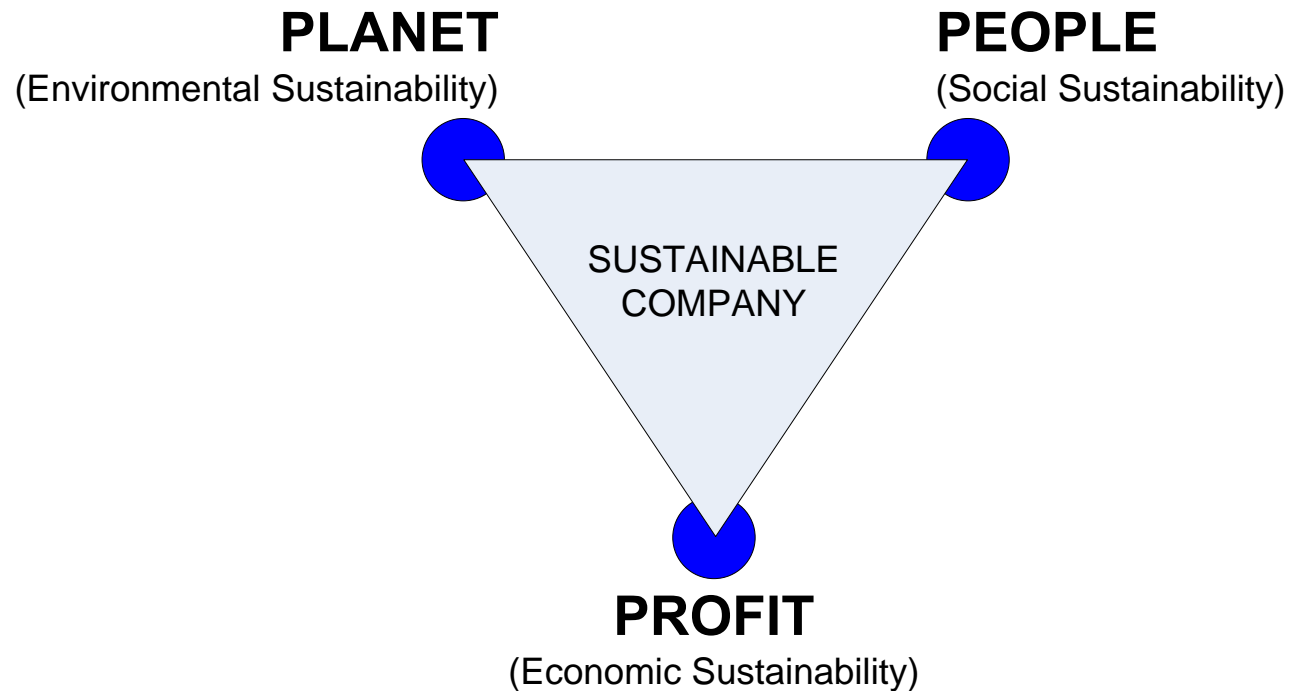 PLANET
(Environmental Sustainability)
PEOPLE
(Social Sustainability)
SUSTAINABLE
COMPANY
PROFIT
(Economic Sustainability)